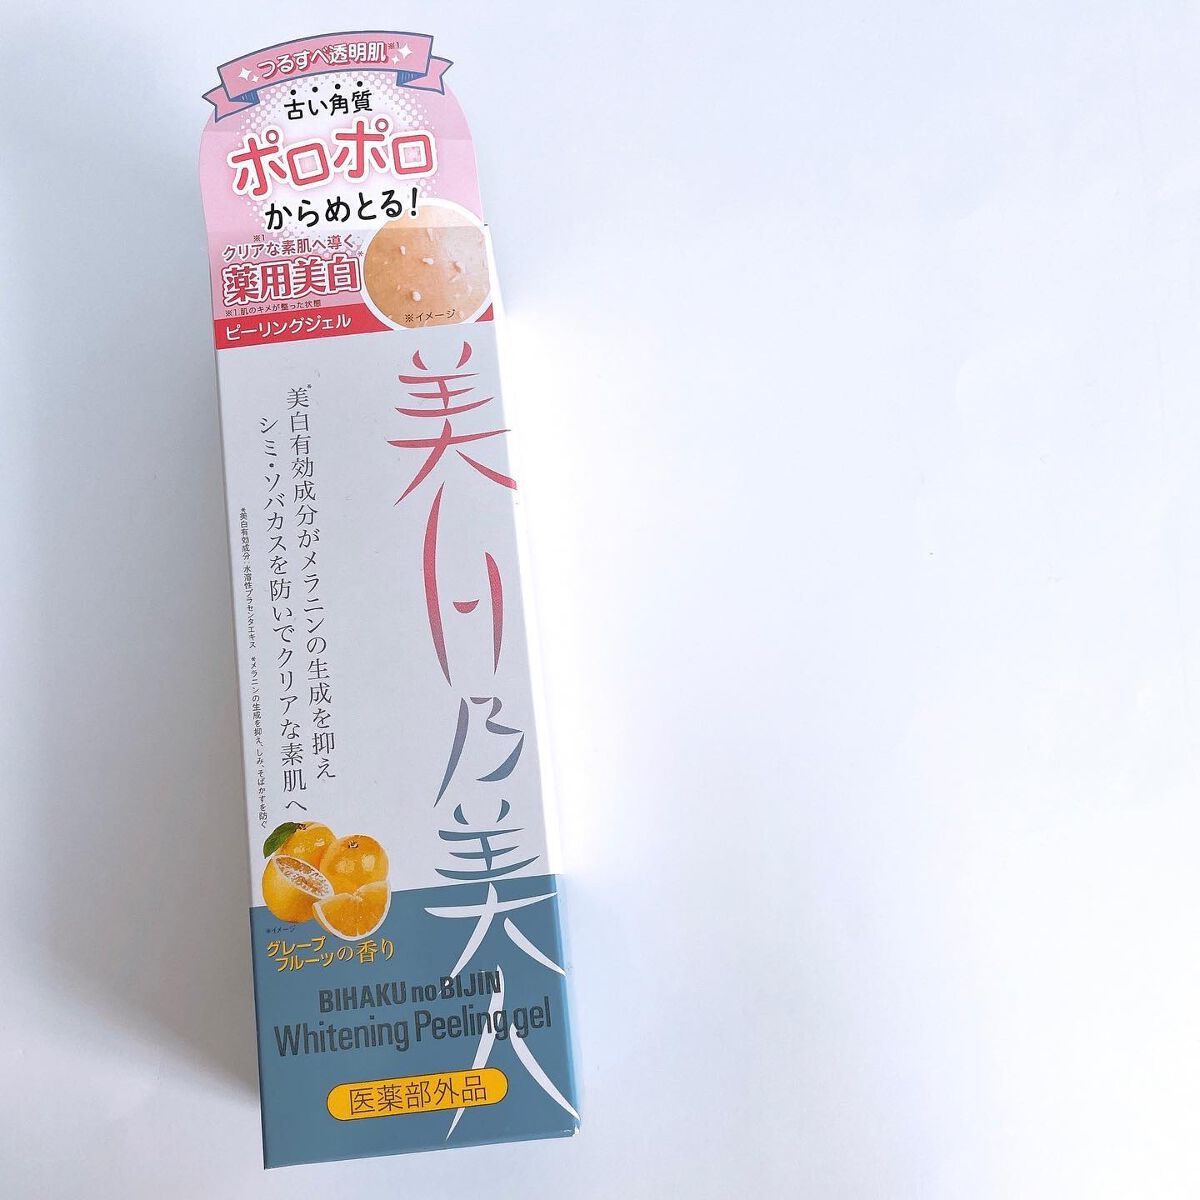 つるすべ透明肌※1
古い角質
ポロポロ
からめとる!
※1
クリアな素肌へ導く
薬用美白*
※1.肌のキメが整った状態
ピーリングジェル
※イメージ
美白乃美人
美白*有効成分がメラニンの生成を抑え
シミ・ソバカスを防いでクリアな素肌へ
*美白有効成分:水溶性プラセンタエキス *メラニンの生成を抑え、しみ、そばかすを防ぐ
※イメージ
グレープ
フルーツの香り
BIHAKU no BIJIN
Whitening Peeling gel
医薬部外品